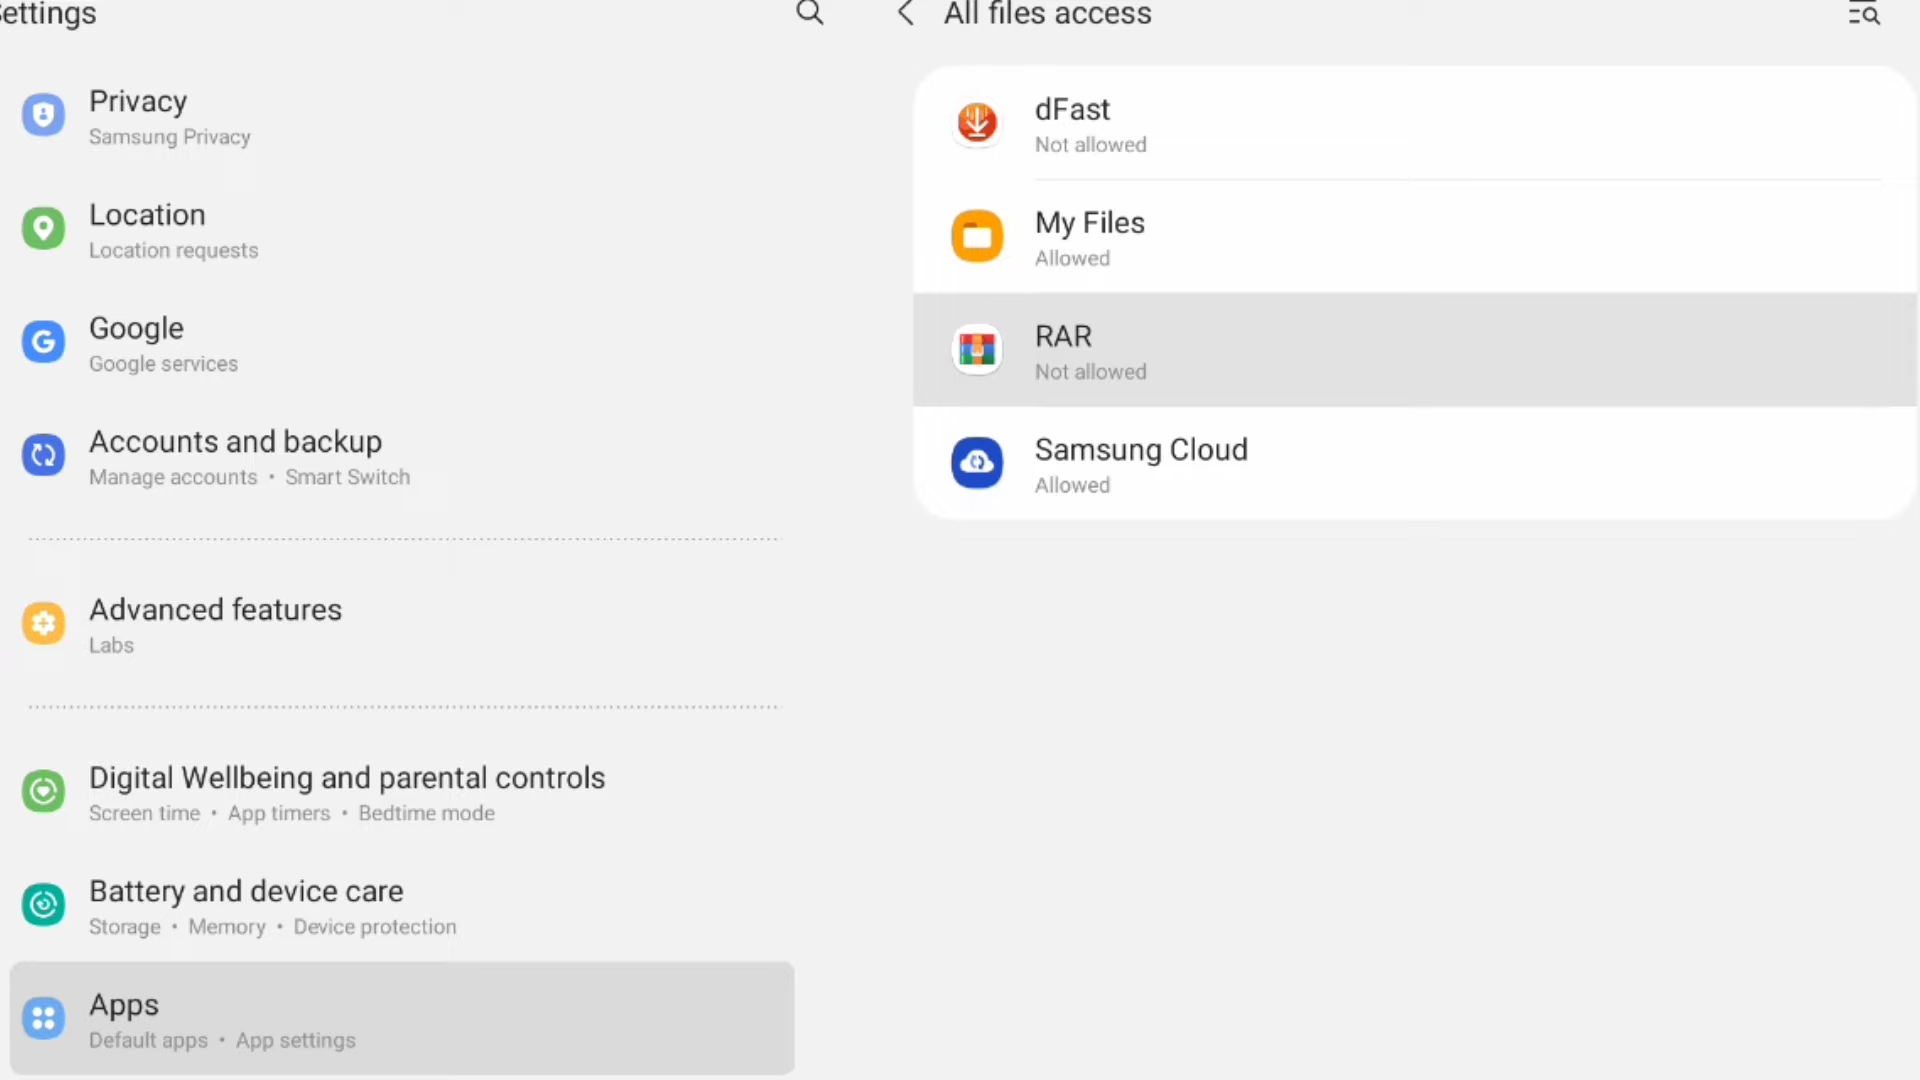 Settings
Privacy
Samsung Privacy
Location
Location requests
Google
Google services
Accounts and backup
Manage accounts • Smart Switch
Advanced features
Labs
Digital Wellbeing and parental controls
Screen time • App timers • Bedtime mode
Battery and device care
Storage • Memory • Device protection
Apps
Default apps • App settings
All files access
dFast
Not allowed
My Files
Allowed
RAR
Not allowed
Samsung Cloud
Allowed